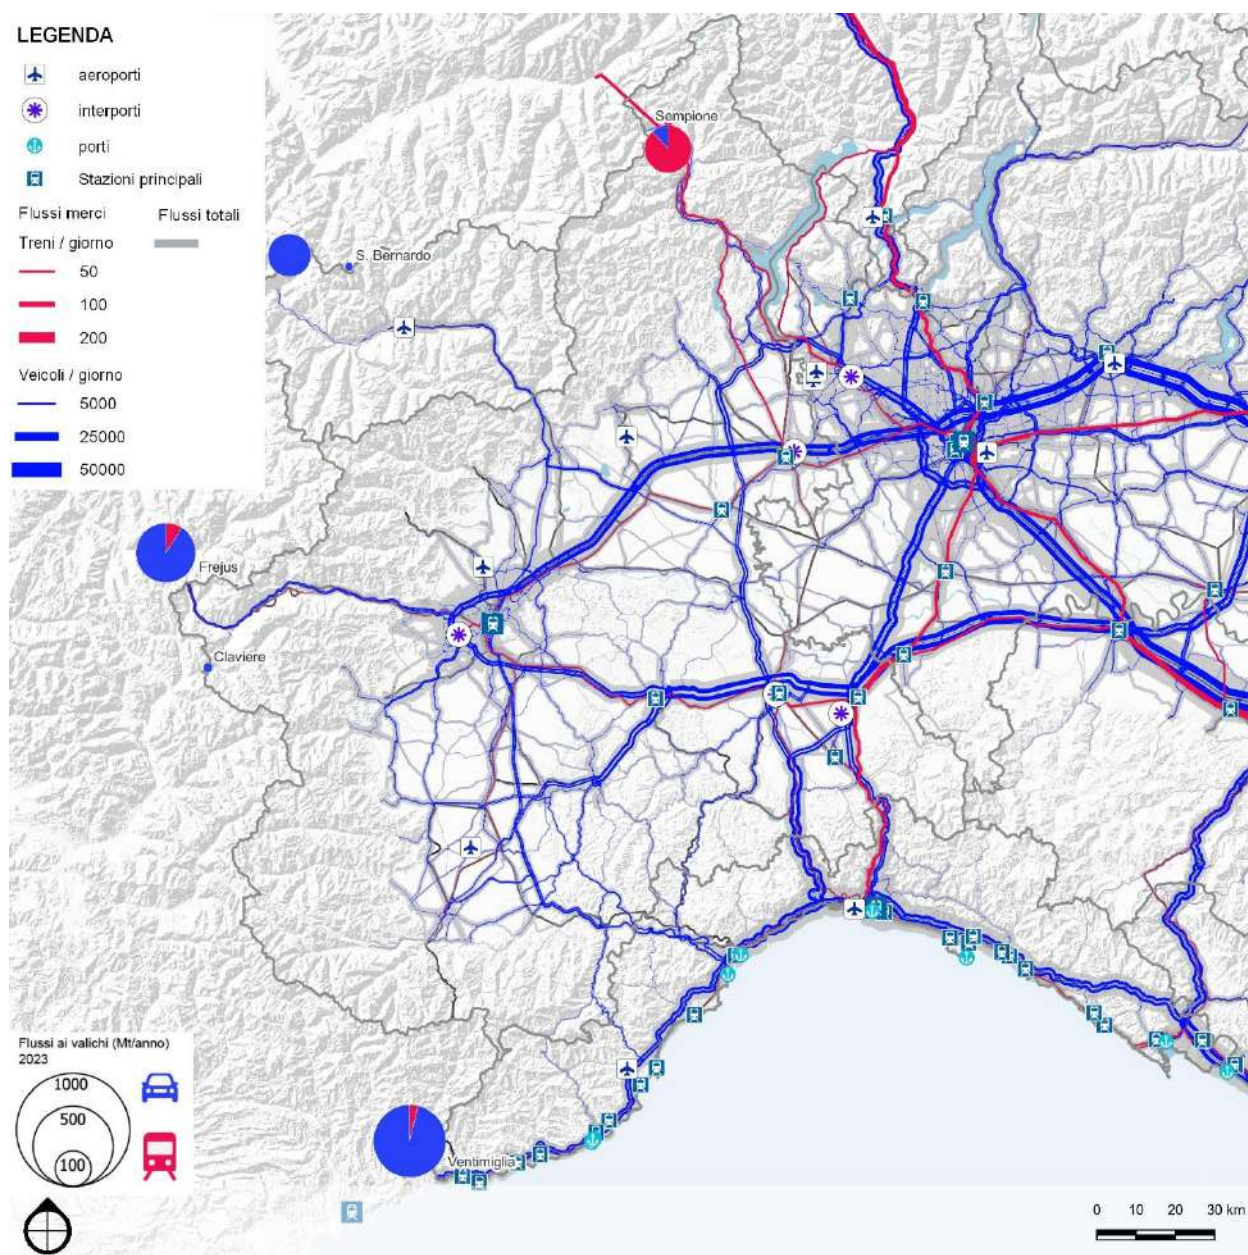 LEGENDA
aeroporti
interporti
porti
Stazioni principali
Flussi merci
Flussi totali
Treni / giorno
50
100
200
Veicoli / giorno
5000
25000
50000
Sempione
S. Bernardo
Frejus
Claviere
Ventimiglia
Flussi ai valichi (Mt/anno)
2023
1000
500
100
0 10 20 30 km